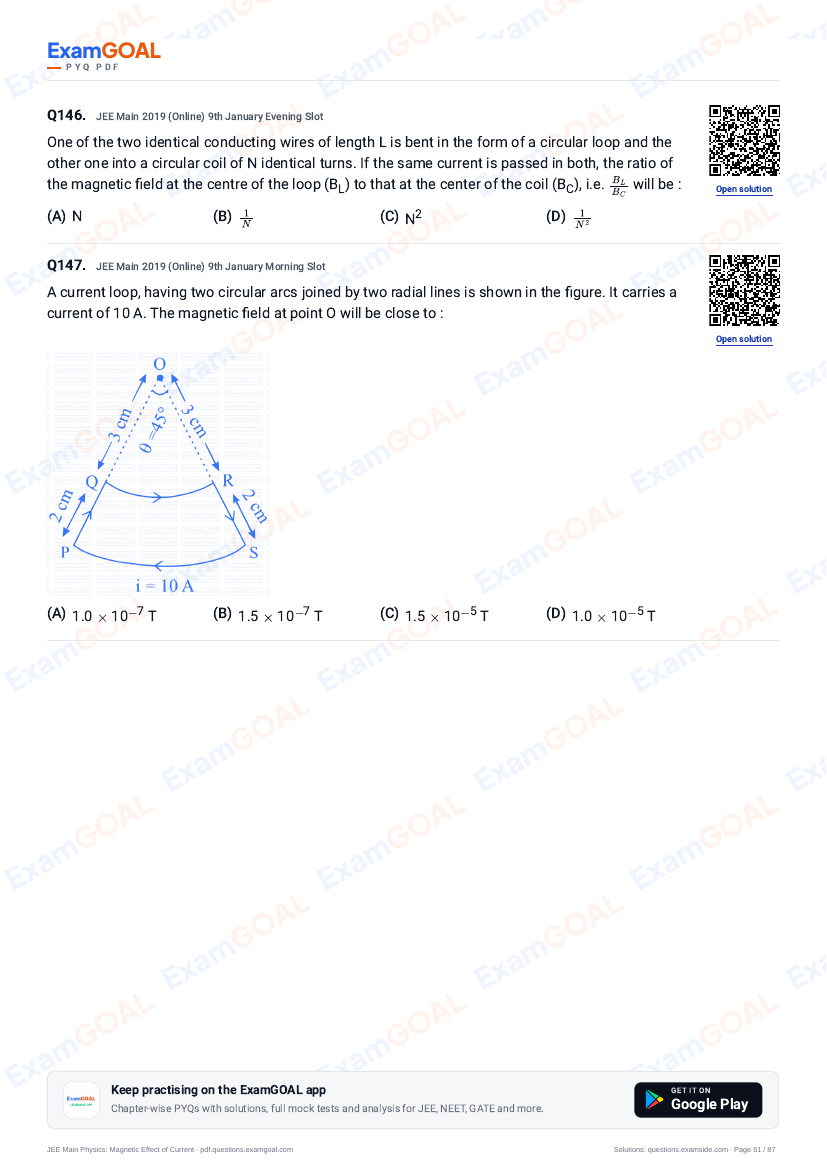 ExamGOAL
PYQ PDF
Q146. JEE Main 2019 (Online) 9th January Evening Slot
One of the two identical conducting wires of length L is bent in the form of a circular loop and the
other one into a circular coil of N identical turns. If the same current is passed in both, the ratio of
the magnetic field at the centre of the loop (B_L) to that at the center of the coil (B_C), i.e. \frac{B_L}{B_C} will be :
Open solution
(A) N (B) \frac{1}{N} (C) N^2 (D) \frac{1}{N^2}
Q147. JEE Main 2019 (Online) 9th January Morning Slot
A current loop, having two circular arcs joined by two radial lines is shown in the figure. It carries a
current of 10 A. The magnetic field at point O will be close to :
Open solution
O
3 cm
θ =45°
3 cm
Q
R
2 cm
2 cm
P
S
i = 10 A
(A) 1.0 × 10^{−7} T (B) 1.5 × 10^{−7} T (C) 1.5 × 10^{−5} T (D) 1.0 × 10^{−5} T
ExamGOAL
Keep practising on the ExamGOAL app
Chapter-wise PYQs with solutions, full mock tests and analysis for JEE, NEET, GATE and more.
GET IT ON
Google Play
JEE Main Physics: Magnetic Effect of Current · pdf.questions.examgoal.com
Solutions: questions.examside.com · Page 51 / 87